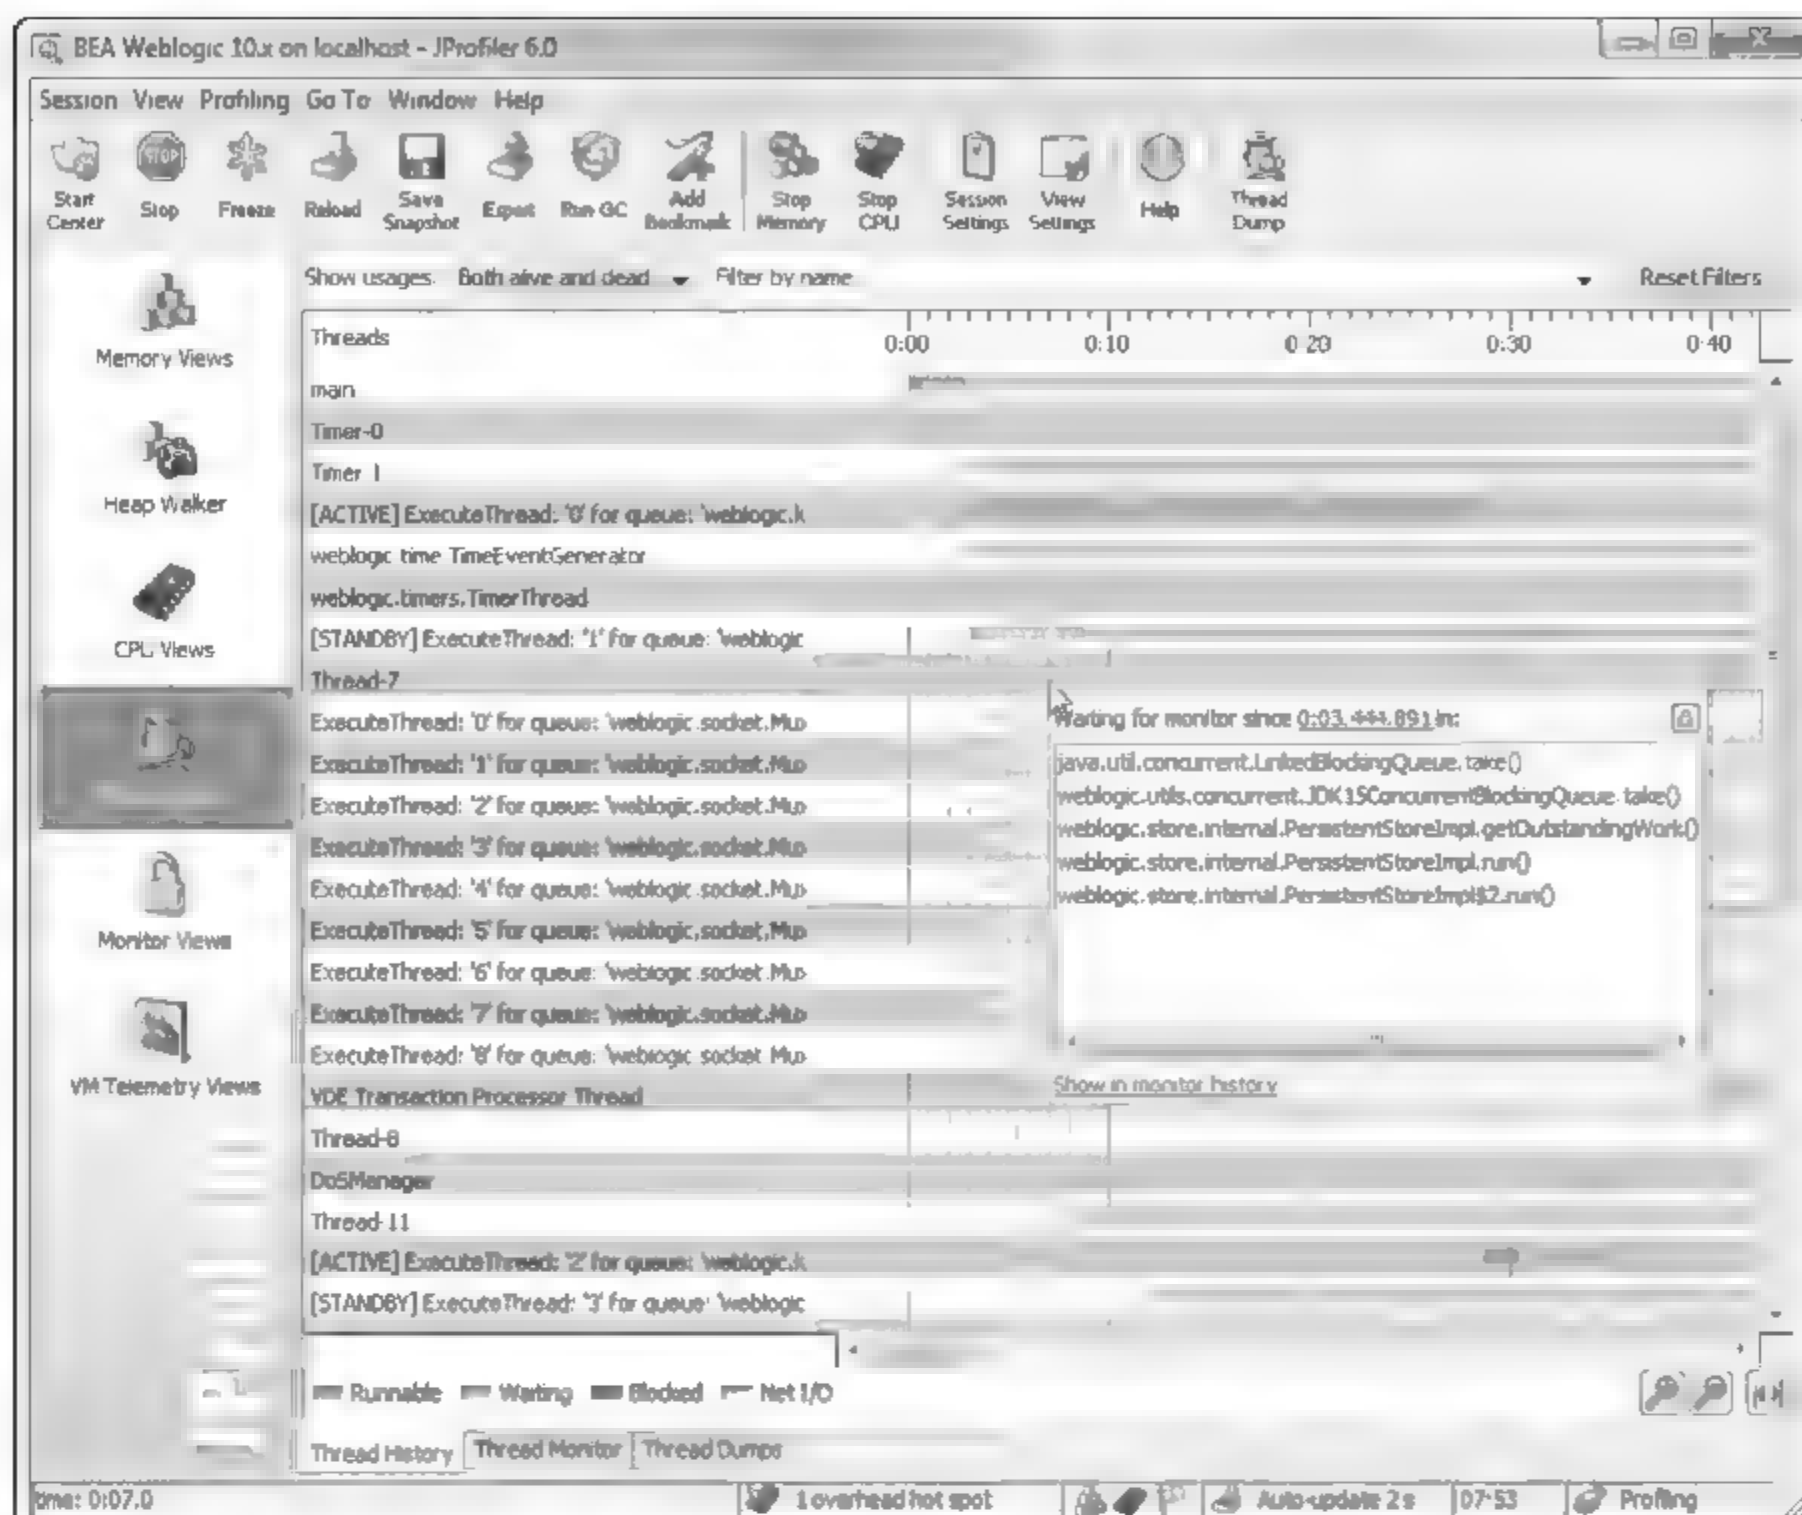 BEA Weblogic 10.x on localhost - JProfiler 6.0
Session View Profiling Go To Window Help
Start Center Stop Freeze Reload Save Snapshot Export Run GC Add Bookmark Stop Memory Stop CPU Session Settings View Settings Help Thread Dump
Show usages: Both alive and dead Filter by name Reset Filters
Memory Views
Heap Walker
CPU Views
Monitor Views
VM Telemetry Views
Threads 0:00 0:10 0:20 0:30 0:40
main
Timer-0
Timer-1
[ACTIVE] ExecuteThread: '0' for queue: 'weblogic.k
weblogic.time.TimeEventGenerator
weblogic.timers.TimerThread
[STANDBY] ExecuteThread: '1' for queue: 'weblogic
Thread-7
ExecuteThread: '0' for queue: 'weblogic.socket.Mux
ExecuteThread: '1' for queue: 'weblogic.socket.Mux
ExecuteThread: '2' for queue: 'weblogic.socket.Mux
ExecuteThread: '3' for queue: 'weblogic.socket.Mux
ExecuteThread: '4' for queue: 'weblogic.socket.Mux
ExecuteThread: '5' for queue: 'weblogic.socket.Mux
ExecuteThread: '6' for queue: 'weblogic.socket.Mux
ExecuteThread: '7' for queue: 'weblogic.socket.Mux
ExecuteThread: '8' for queue: 'weblogic.socket.Mux
VDE Transaction Processor Thread
Thread-8
DoSManager
Thread-11
[ACTIVE] ExecuteThread: '2' for queue: 'weblogic.k
[STANDBY] ExecuteThread: '3' for queue: 'weblogic
Waiting for monitor since 0:03.444.891 in:
java.util.concurrent.LinkedBlockingQueue.take()
weblogic.utils.concurrent.JDK15ConcurrentBlockingQueue.take()
weblogic.store.internal.PersistentStoreImpl.getOutstandingWork()
weblogic.store.internal.PersistentStoreImpl.run()
weblogic.store.internal.PersistentStoreImpl$2.run()
Show in monitor history
Runnable Waiting Blocked Net I/O
Thread History Thread Monitor Thread Dumps
time: 0:07.0 1 overhead hot spot Auto-update 2 s 07:53 Profiling